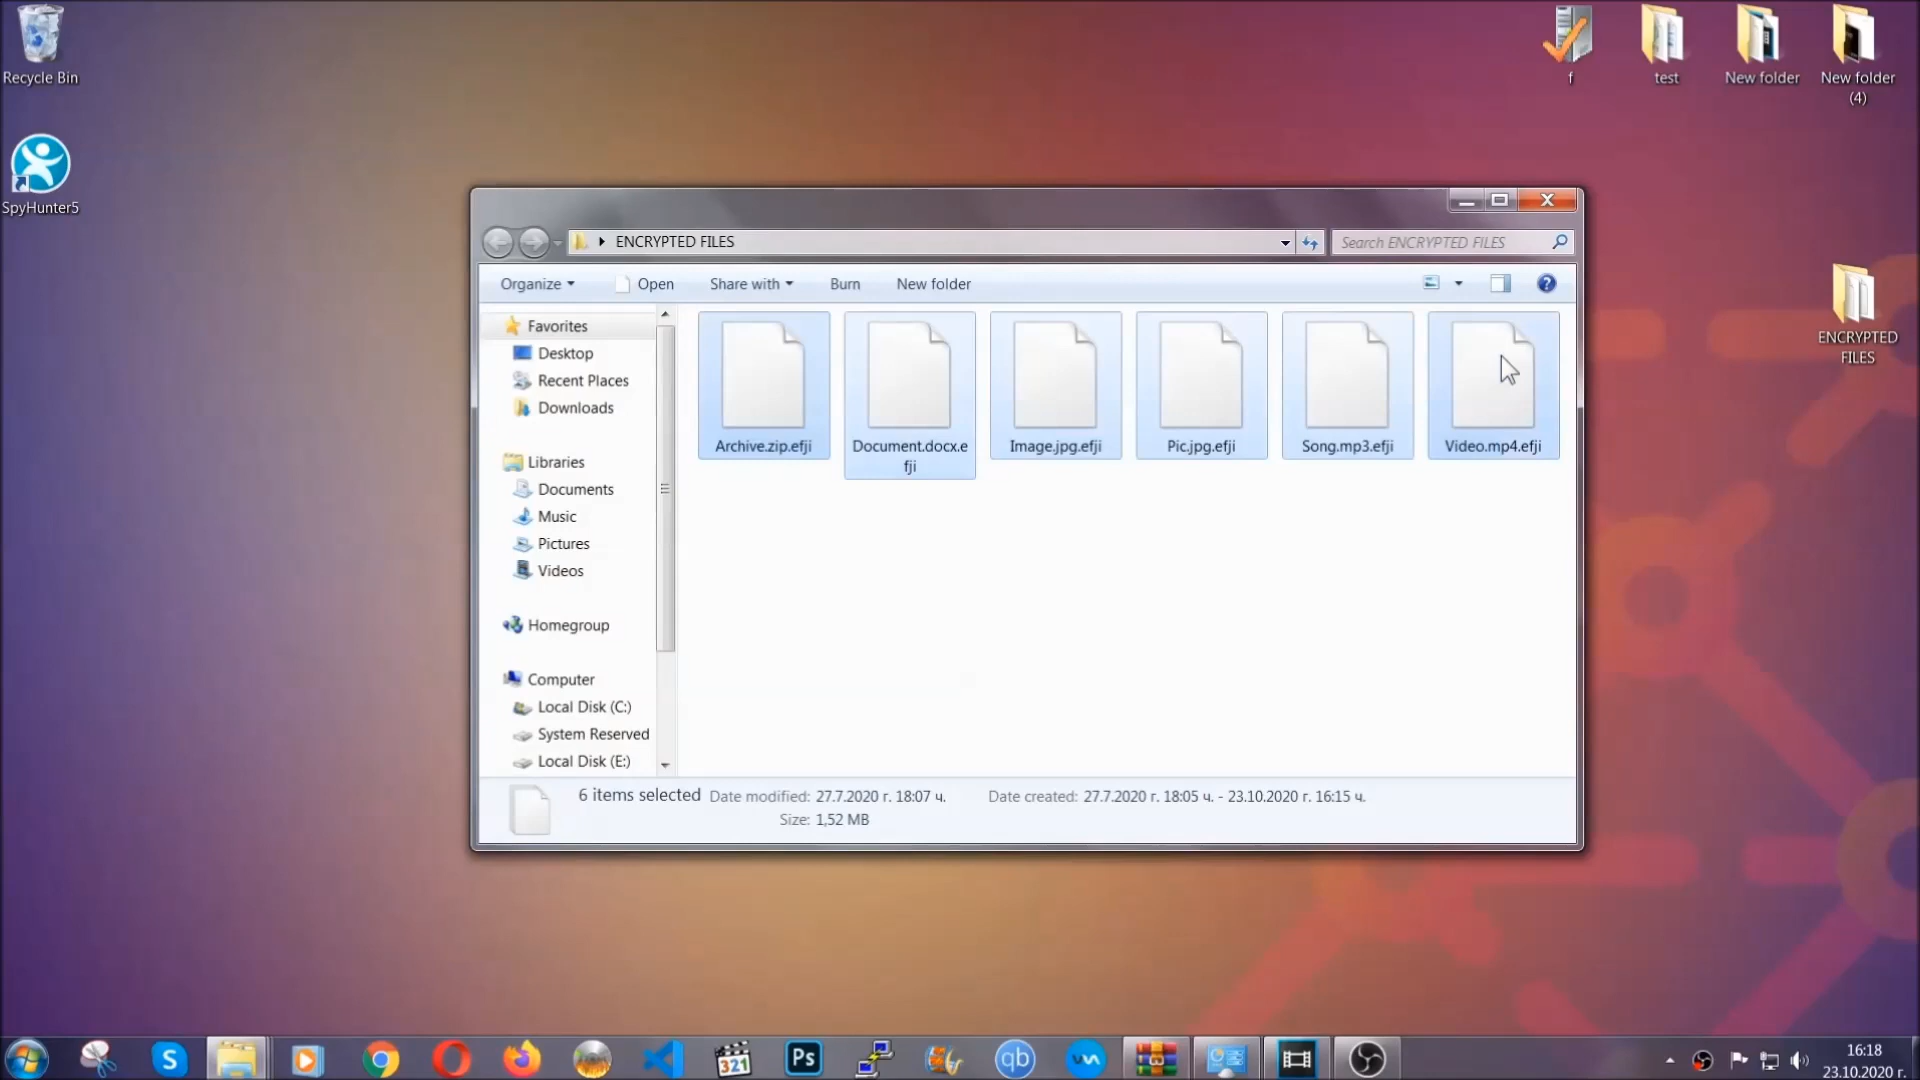 Recycle Bin
SpyHunter5
f
test
New folder
New folder
(4)
ENCRYPTED
FILES
ENCRYPTED FILES
Search ENCRYPTED FILES
Organize
Open
Share with
Burn
New folder
Favorites
Desktop
Recent Places
Downloads
Libraries
Documents
Music
Pictures
Videos
Homegroup
Computer
Local Disk (C:)
System Reserved
Local Disk (E:)
Archive.zip.efji
Document.docx.e
fji
Image.jpg.efji
Pic.jpg.efji
Song.mp3.efji
Video.mp4.efji
6 items selected Date modified: 27.7.2020 г. 18:07 ч. Date created: 27.7.2020 г. 18:05 ч. - 23.10.2020 г. 16:15 ч.
Size: 1,52 MB
S
321
Ps
qb
16:18
23.10.2020 г.